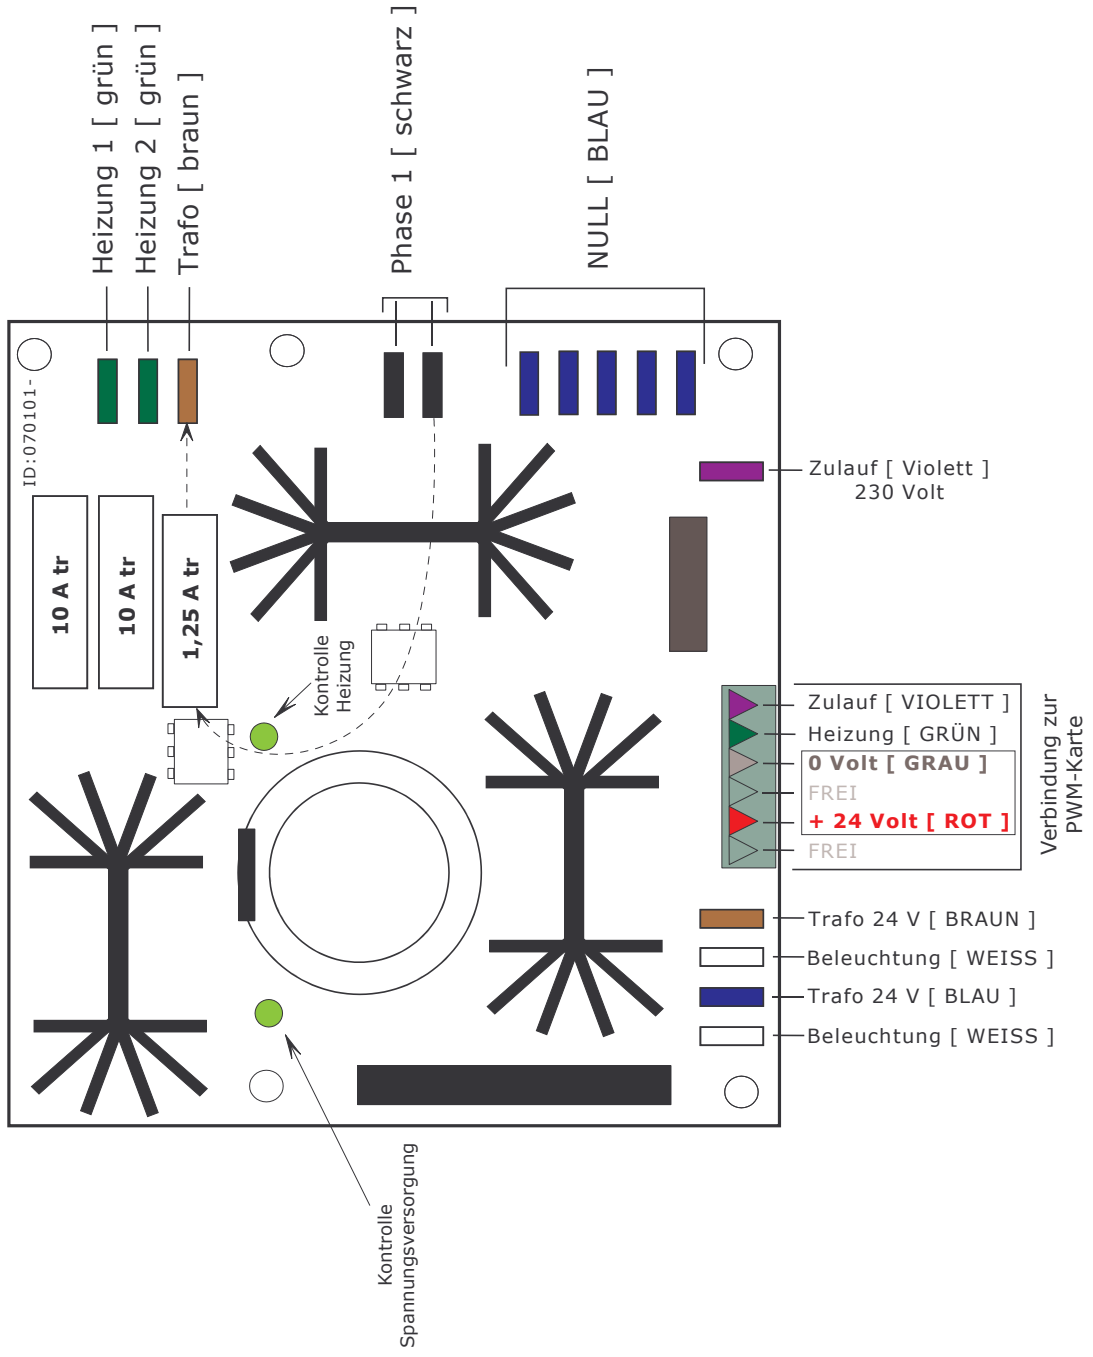 Heizung 1 [ grün ]
Heizung 2 [ grün ]
Trafo [ braun ]
Phase 1 [ schwarz ]
NULL [ BLAU ]
ID:070101-
Zulauf [ Violett ]
230 Volt
10 A tr
10 A tr
1,25 A tr
Kontrolle
Heizung
Zulauf [ VIOLETT ]
Heizung [ GRÜN ]
0 Volt [ GRAU ]
FREI
+ 24 Volt [ ROT ]
FREI
Verbindung zur
PWM-Karte
Trafo 24 V [ BRAUN ]
Beleuchtung [ WEISS ]
Trafo 24 V [ BLAU ]
Beleuchtung [ WEISS ]
Kontrolle
Spannungsversorgung